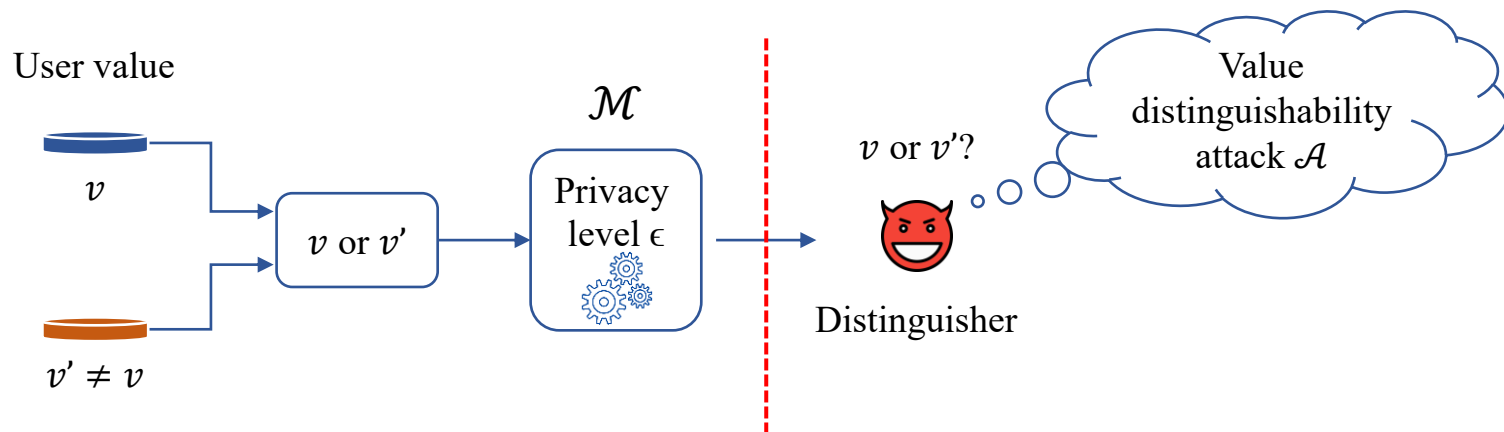 User value
v
v' ≠ v
v or v'
ℳ
Privacy
level ϵ
v or v'?
Distinguisher
Value
distinguishability
attack 𝒜